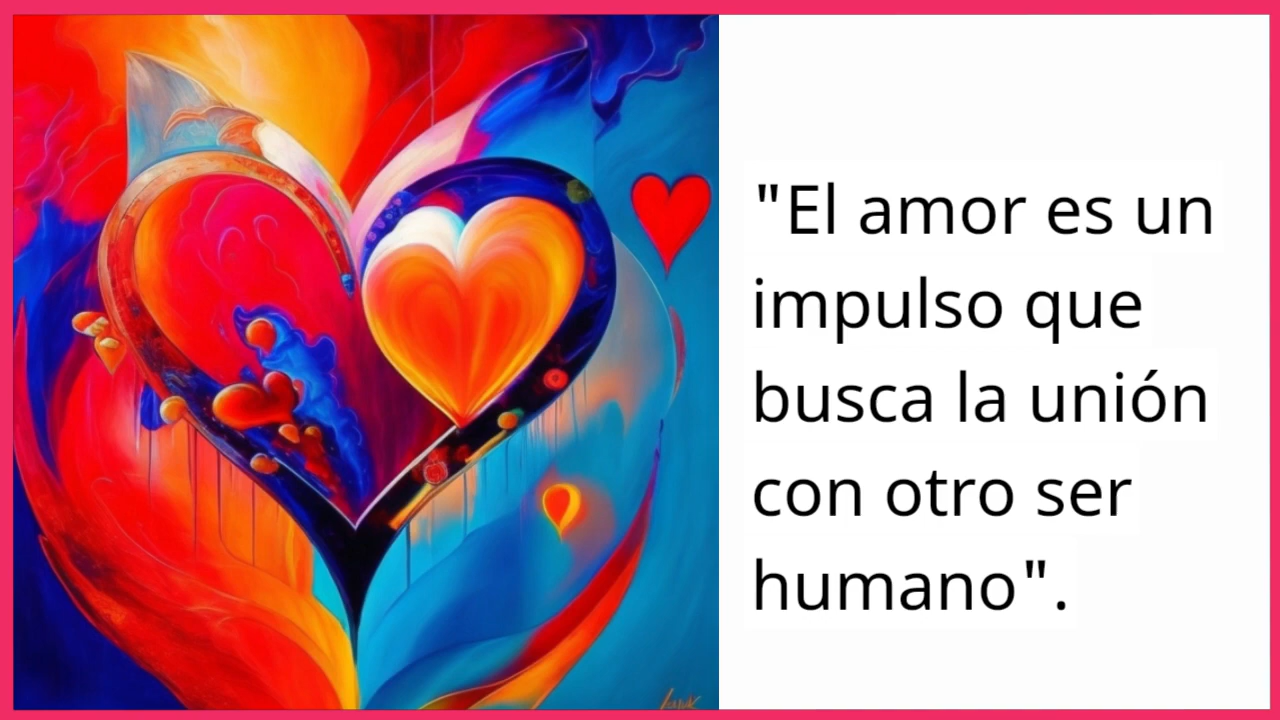 "El amor es un
impulso que
busca la unión
con otro ser
humano".